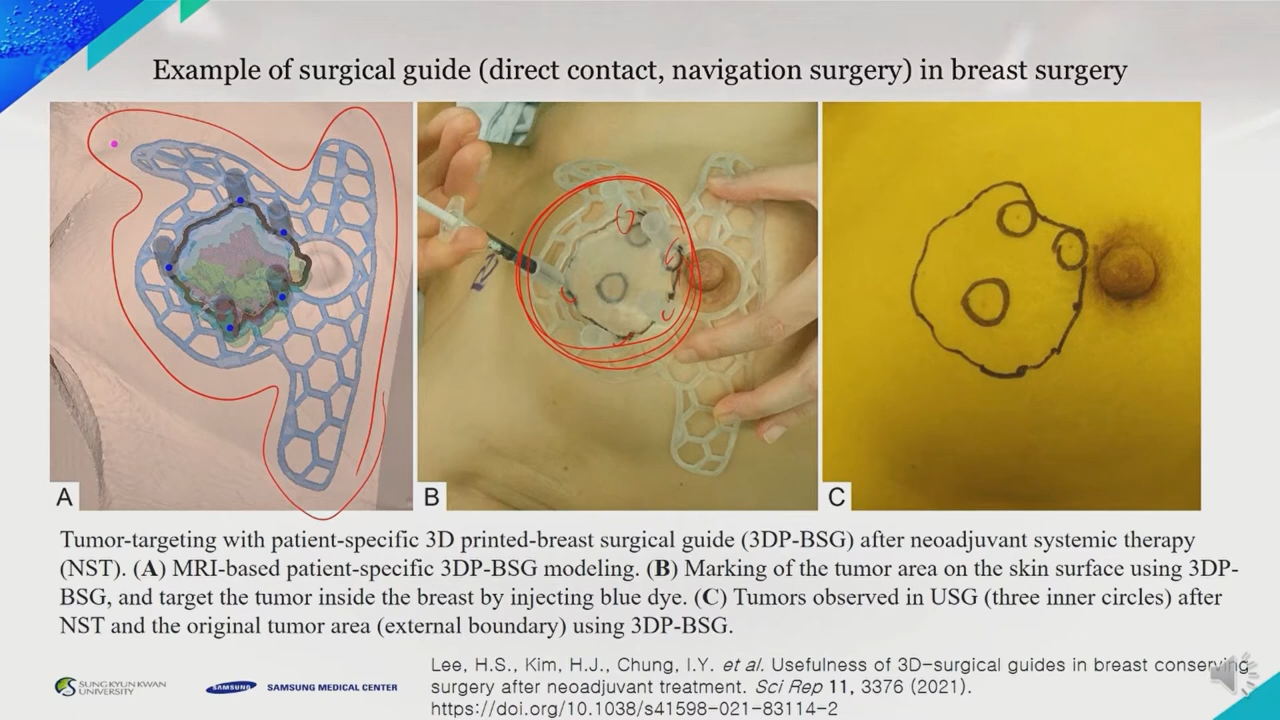 Example of surgical guide (direct contact, navigation surgery) in breast surgery
A
B
C
Tumor-targeting with patient-specific 3D printed-breast surgical guide (3DP-BSG) after neoadjuvant systemic therapy
(NST). (A) MRI-based patient-specific 3DP-BSG modeling. (B) Marking of the tumor area on the skin surface using 3DP-
BSG, and target the tumor inside the breast by injecting blue dye. (C) Tumors observed in USG (three inner circles) after
NST and the original tumor area (external boundary) using 3DP-BSG.
SUNG KYUN KWAN
UNIVERSITY
SAMSUNG
SAMSUNG MEDICAL CENTER
Lee, H.S., Kim, H.J., Chung, I.Y. et al. Usefulness of 3D-surgical guides in breast conserving
surgery after neoadjuvant treatment. Sci Rep 11, 3376 (2021).
https://doi.org/10.1038/s41598-021-83114-2